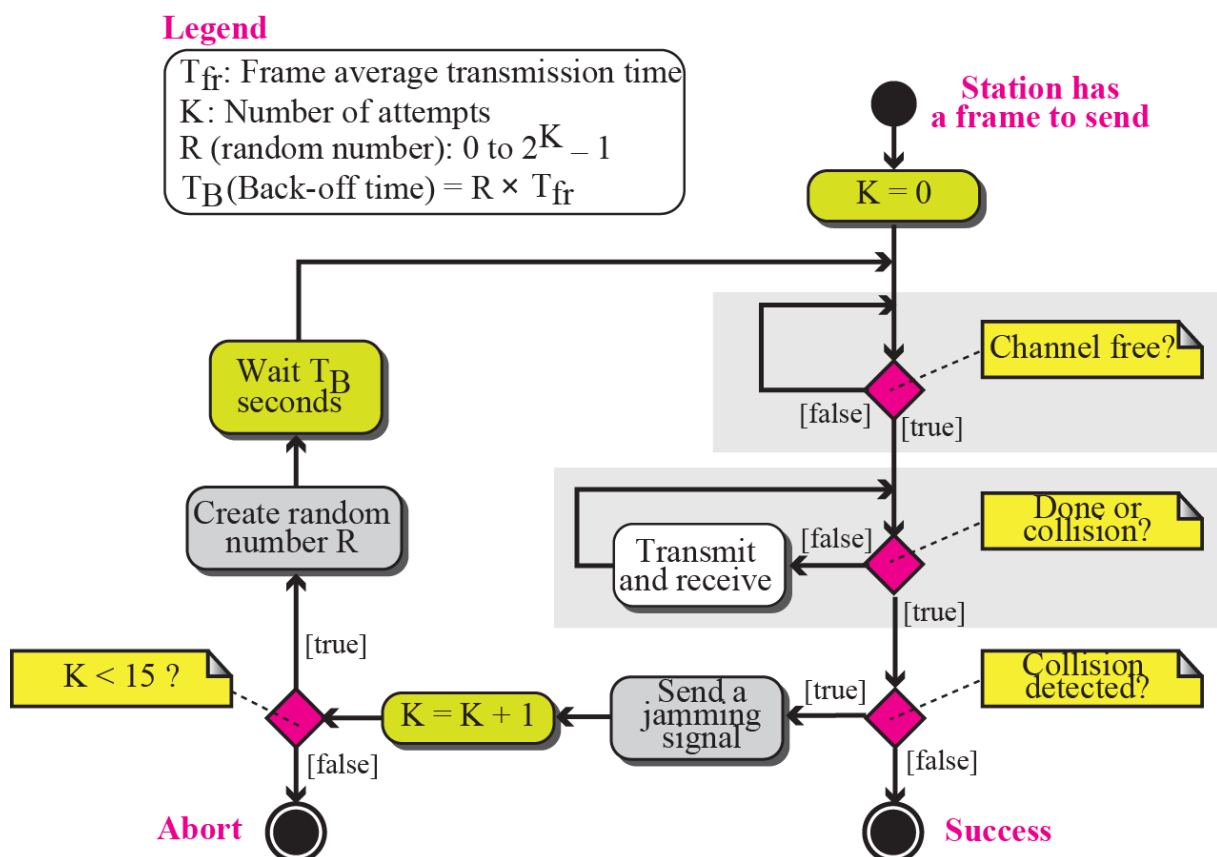 Legend
Tfr: Frame average transmission time
K: Number of attempts
R (random number): 0 to 2^K – 1
TB (Back-off time) = R × Tfr
Station has
a frame to send
K = 0
Channel free?
[false]
[true]
Wait TB
seconds
Create random
number R
Done or
collision?
[false]
Transmit
and receive
[true]
[true]
K < 15 ?
Collision
detected?
[true]
Send a
jamming
signal
K = K + 1
[false]
[false]
Abort
Success